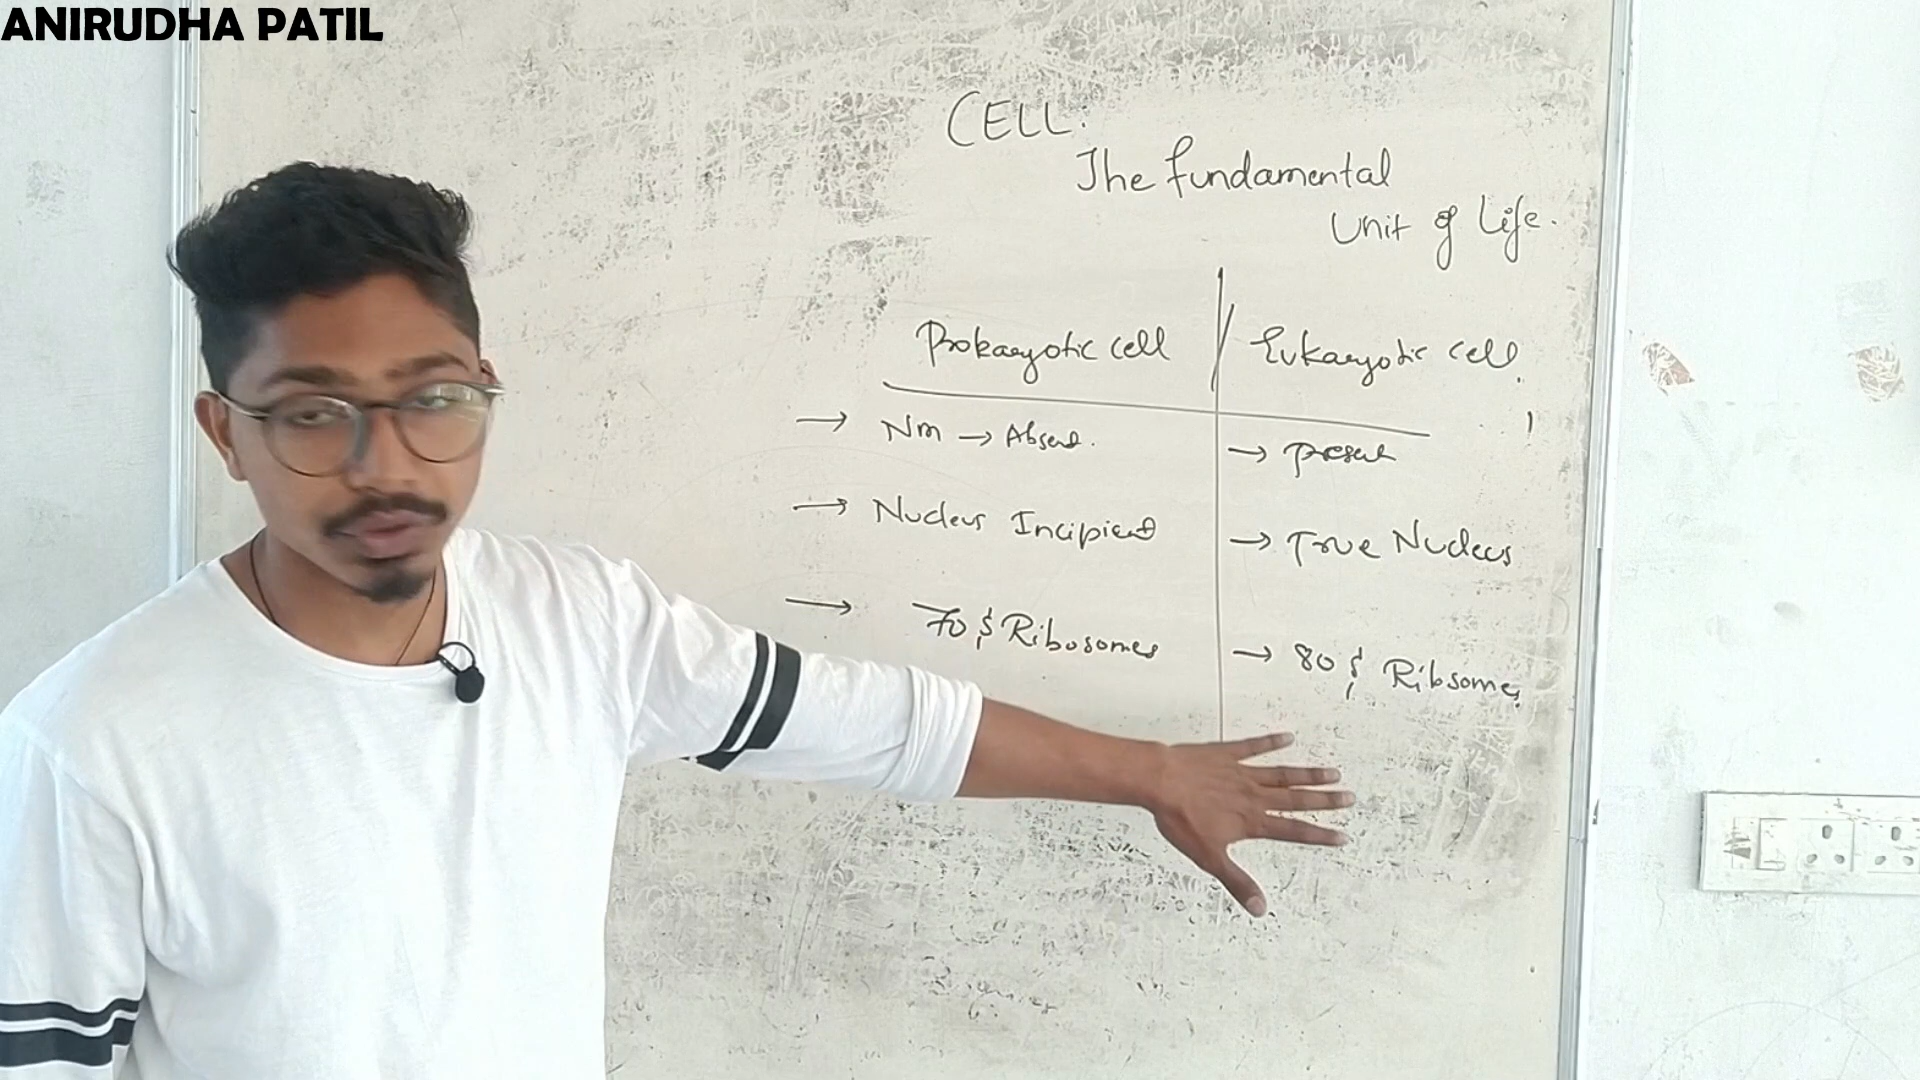 ANIRUDHA PATIL
CELL:
The fundamental
Unit of Life.
Prokaryotic cell
Eukaryotic cell.
→ Nm → Absent.
→ Present
→ Nucleus Incipient
→ True Nucleus
→ 70 S Ribosomes
→ 80 S Ribsomes